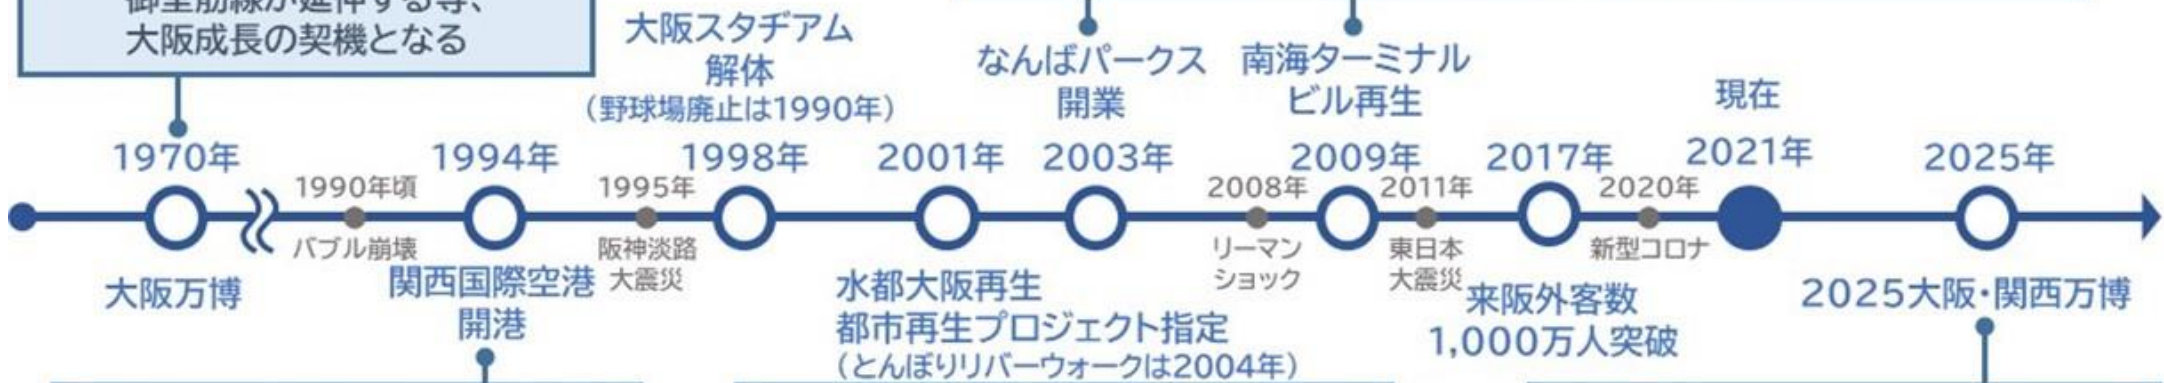 御堂筋線が延伸する等、
大阪成長の契機となる
大阪スタヂアム
解体
（野球場廃止は1990年）
なんばパークス
開業
南海ターミナル
ビル再生
現在
1970年
1990年頃
1994年
1995年
1998年
2001年
2003年
2008年
2009年
2011年
2017年
2020年
2021年
2025年
バブル崩壊
阪神淡路
大震災
リーマン
ショック
東日本
大震災
新型コロナ
大阪万博
関西国際空港
開港
水都大阪再生
都市再生プロジェクト指定
（とんぼりリバーウォークは2004年）
来阪外客数
1,000万人突破
2025大阪・関西万博